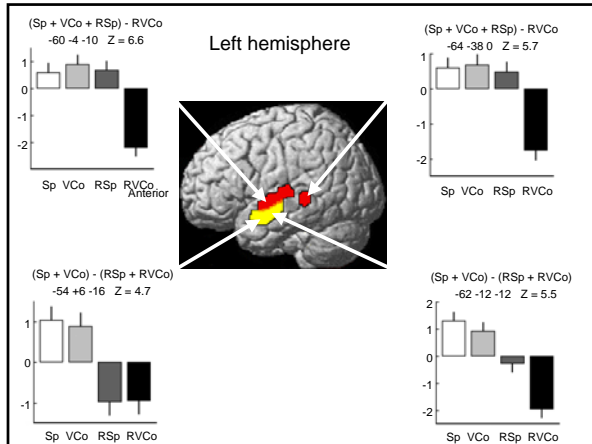 (Sp + VCo + RSp) - RVCo
-60 -4 -10 Z = 6.6
1
0
-1
-2
Sp VCo RSp RVCo
Anterior
Left hemisphere
(Sp + VCo + RSp) - RVCo
-64 -38 0 Z = 5.7
1
0
-1
-2
Sp VCo RSp RVCo
(Sp + VCo) - (RSp + RVCo)
-54 +6 -16 Z = 4.7
1
0
-1
Sp VCo RSp RVCo
(Sp + VCo) - (RSp + RVCo)
-62 -12 -12 Z = 5.5
2
1
0
-1
-2
Sp VCo RSp RVCo